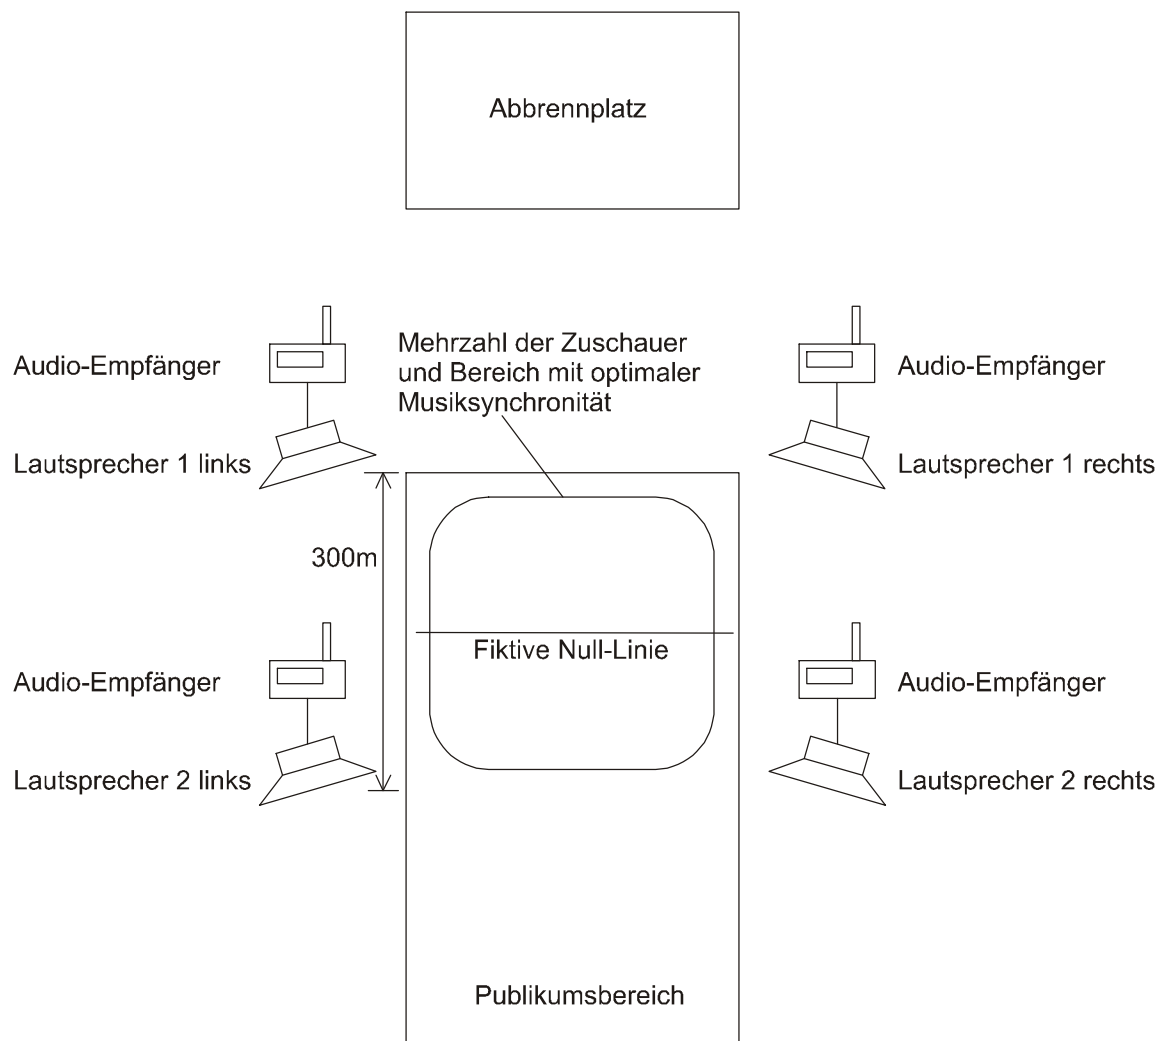 Abbrennplatz
Mehrzahl der Zuschauer
und Bereich mit optimaler
Musiksynchronität
Audio-Empfänger
Audio-Empfänger
Lautsprecher 1 links
Lautsprecher 1 rechts
300m
Fiktive Null-Linie
Audio-Empfänger
Audio-Empfänger
Lautsprecher 2 links
Lautsprecher 2 rechts
Publikumsbereich